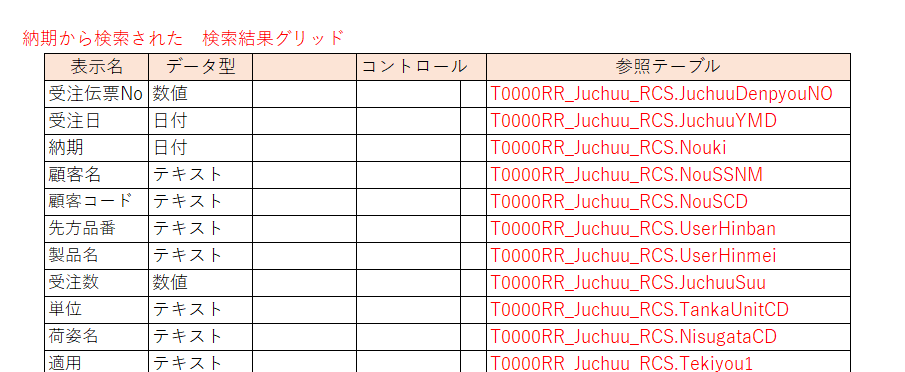 納期から検索された　検索結果グリッド
表示名 データ型 コントロール 参照テーブル
受注伝票No 数値 T0000RR_Juchuu_RCS.JuchuuDenpyouNO
受注日 日付 T0000RR_Juchuu_RCS.JuchuuYMD
納期 日付 T0000RR_Juchuu_RCS.Nouki
顧客名 テキスト T0000RR_Juchuu_RCS.NouSSNM
顧客コード テキスト T0000RR_Juchuu_RCS.NouSCD
先方品番 テキスト T0000RR_Juchuu_RCS.UserHinban
製品名 テキスト T0000RR_Juchuu_RCS.UserHinmei
受注数 数値 T0000RR_Juchuu_RCS.JuchuuSuu
単位 テキスト T0000RR_Juchuu_RCS.TankaUnitCD
荷姿名 テキスト T0000RR_Juchuu_RCS.NisugataCD
適用 テキスト T0000RR_Juchuu_RCS.Tekiyou1